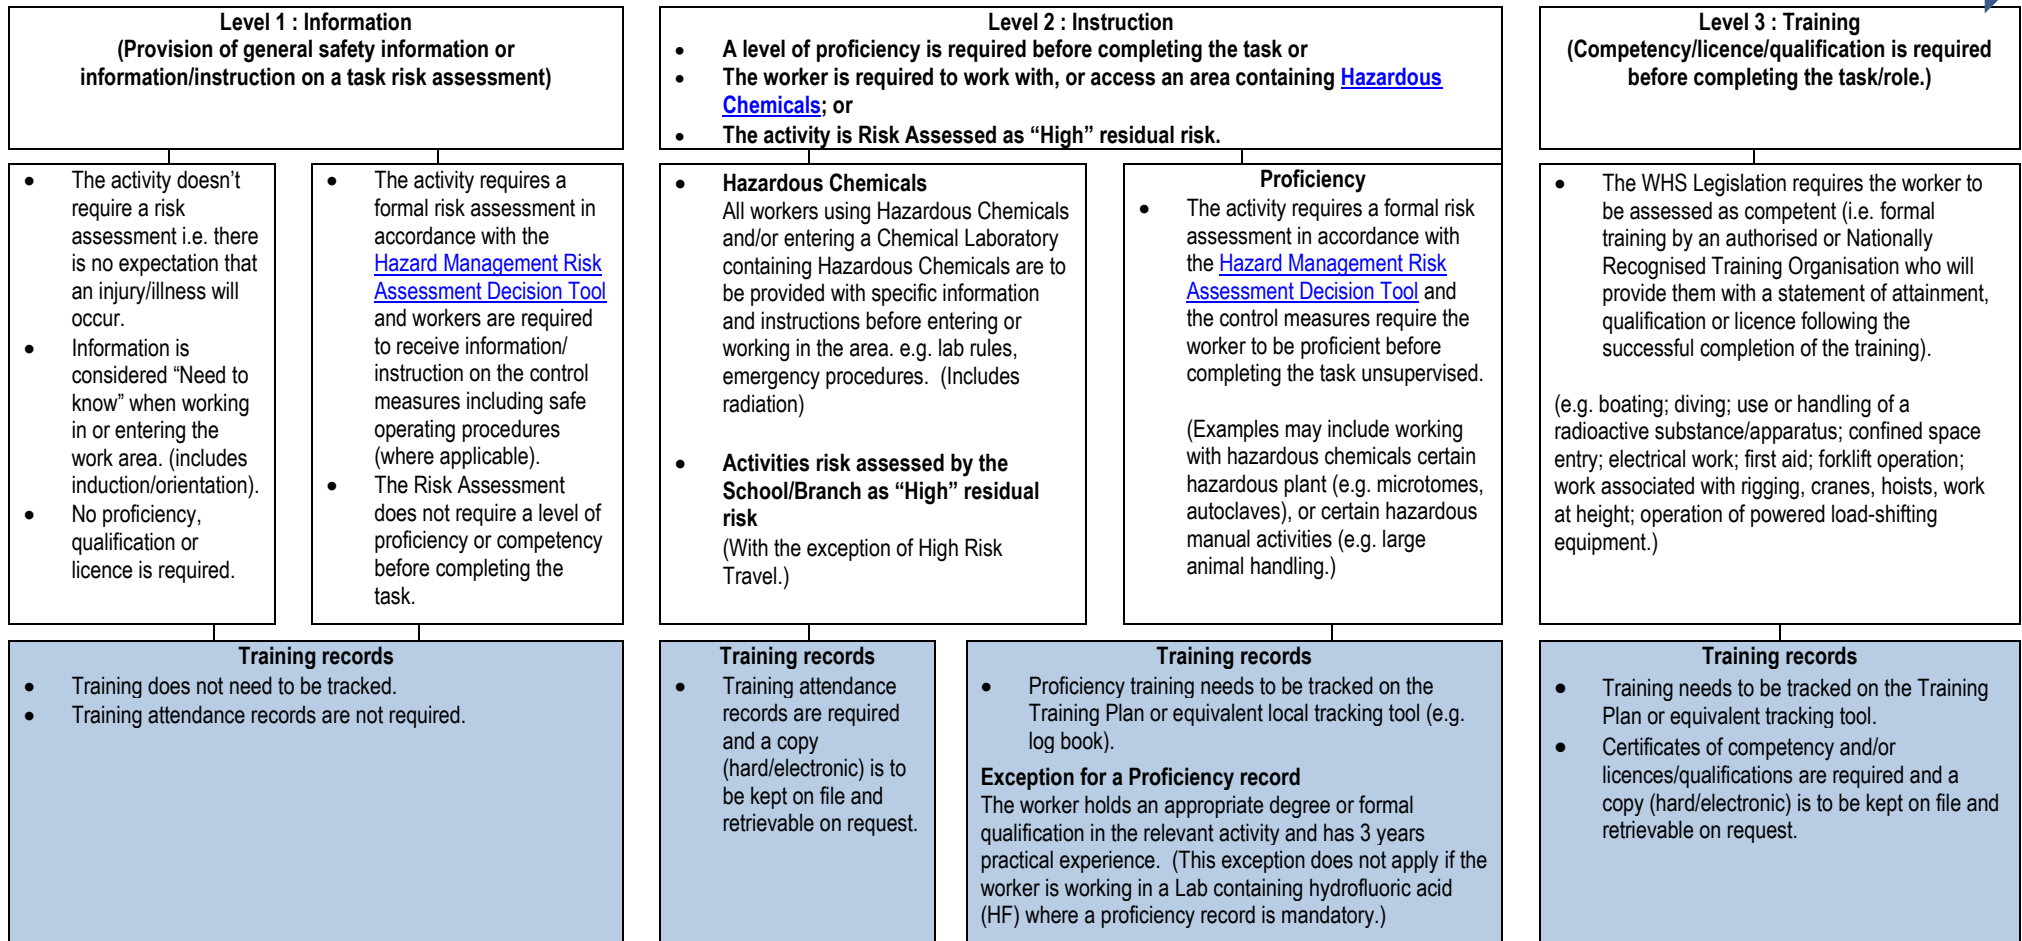 Level 1 : Information
(Provision of general safety information or
information/instruction on a task risk assessment)
Level 2 : Instruction
• A level of proficiency is required before completing the task or
• The worker is required to work with, or access an area containing Hazardous
Chemicals; or
• The activity is Risk Assessed as “High” residual risk.
Level 3 : Training
(Competency/licence/qualification is required
before completing the task/role.)
• The activity doesn’t
require a risk
assessment i.e. there
is no expectation that
an injury/illness will
occur.
• Information is
considered “Need to
know” when working
in or entering the
work area. (includes
induction/orientation).
• No proficiency,
qualification or
licence is required.
• The activity requires a
formal risk assessment in
accordance with the
Hazard Management Risk
Assessment Decision Tool
and workers are required
to receive information/
instruction on the control
measures including safe
operating procedures
(where applicable).
• The Risk Assessment
does not require a level of
proficiency or competency
before completing the
task.
• Hazardous Chemicals
All workers using Hazardous Chemicals
and/or entering a Chemical Laboratory
containing Hazardous Chemicals are to
be provided with specific information
and instructions before entering or
working in the area. e.g. lab rules,
emergency procedures. (Includes
radiation)
• Activities risk assessed by the
School/Branch as “High” residual
risk
(With the exception of High Risk
Travel.)
Proficiency
• The activity requires a formal risk
assessment in accordance with
the Hazard Management Risk
Assessment Decision Tool and
the control measures require the
worker to be proficient before
completing the task unsupervised.
(Examples may include working
with hazardous chemicals certain
hazardous plant (e.g. microtomes,
autoclaves), or certain hazardous
manual activities (e.g. large
animal handling.)
• The WHS Legislation requires the worker to
be assessed as competent (i.e. formal
training by an authorised or Nationally
Recognised Training Organisation who will
provide them with a statement of attainment,
qualification or licence following the
successful completion of the training).
(e.g. boating; diving; use or handling of a
radioactive substance/apparatus; confined space
entry; electrical work; first aid; forklift operation;
work associated with rigging, cranes, hoists, work
at height; operation of powered load-shifting
equipment.)
Training records
• Training does not need to be tracked.
• Training attendance records are not required.
Training records
• Training attendance
records are required
and a copy
(hard/electronic) is to
be kept on file and
retrievable on request.
Training records
• Proficiency training needs to be tracked on the
Training Plan or equivalent local tracking tool (e.g.
log book).
Exception for a Proficiency record
The worker holds an appropriate degree or formal
qualification in the relevant activity and has 3 years
practical experience. (This exception does not apply if the
worker is working in a Lab containing hydrofluoric acid
(HF) where a proficiency record is mandatory.)
Training records
• Training needs to be tracked on the Training
Plan or equivalent tracking tool.
• Certificates of competency and/or
licences/qualifications are required and a
copy (hard/electronic) is to be kept on file and
retrievable on request.